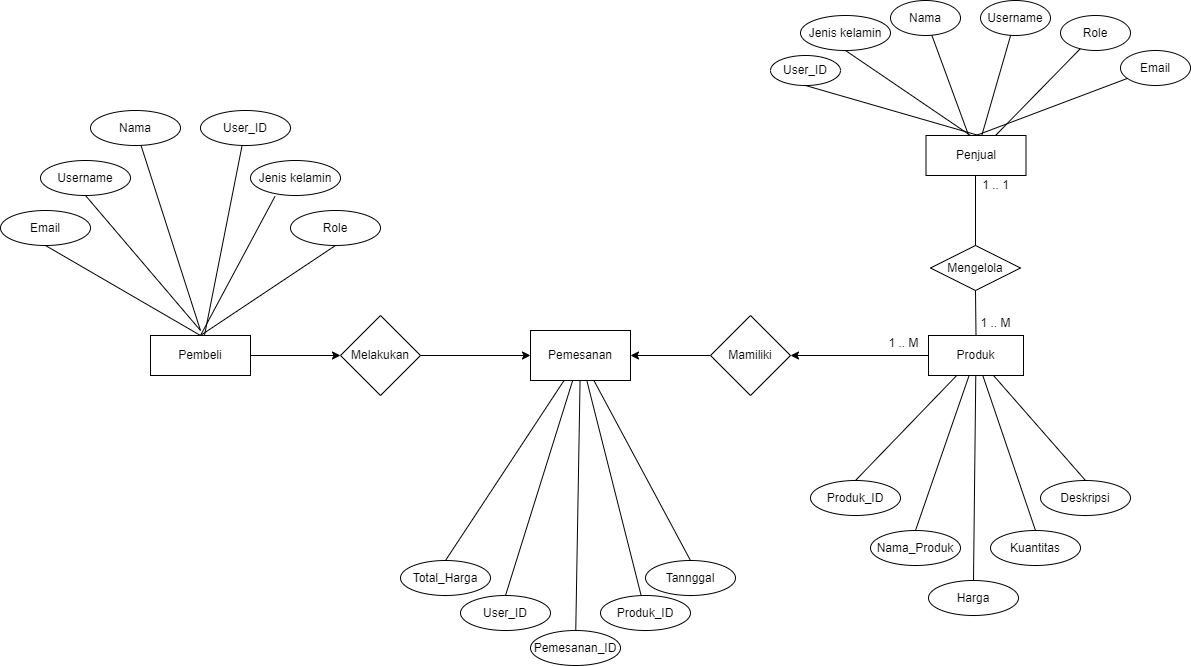 Nama
Username
Jenis kelamin
Role
User_ID
Email
Nama
User_ID
Penjual
Username
Jenis kelamin
1 .. 1
Email
Role
Mengelola
1 .. M
Pembeli
Melakukan
Pemesanan
Mamiliki
1 .. M
Produk
Produk_ID
Deskripsi
Nama_Produk
Kuantitas
Total_Harga
Tannggal
Harga
User_ID
Produk_ID
Pemesanan_ID